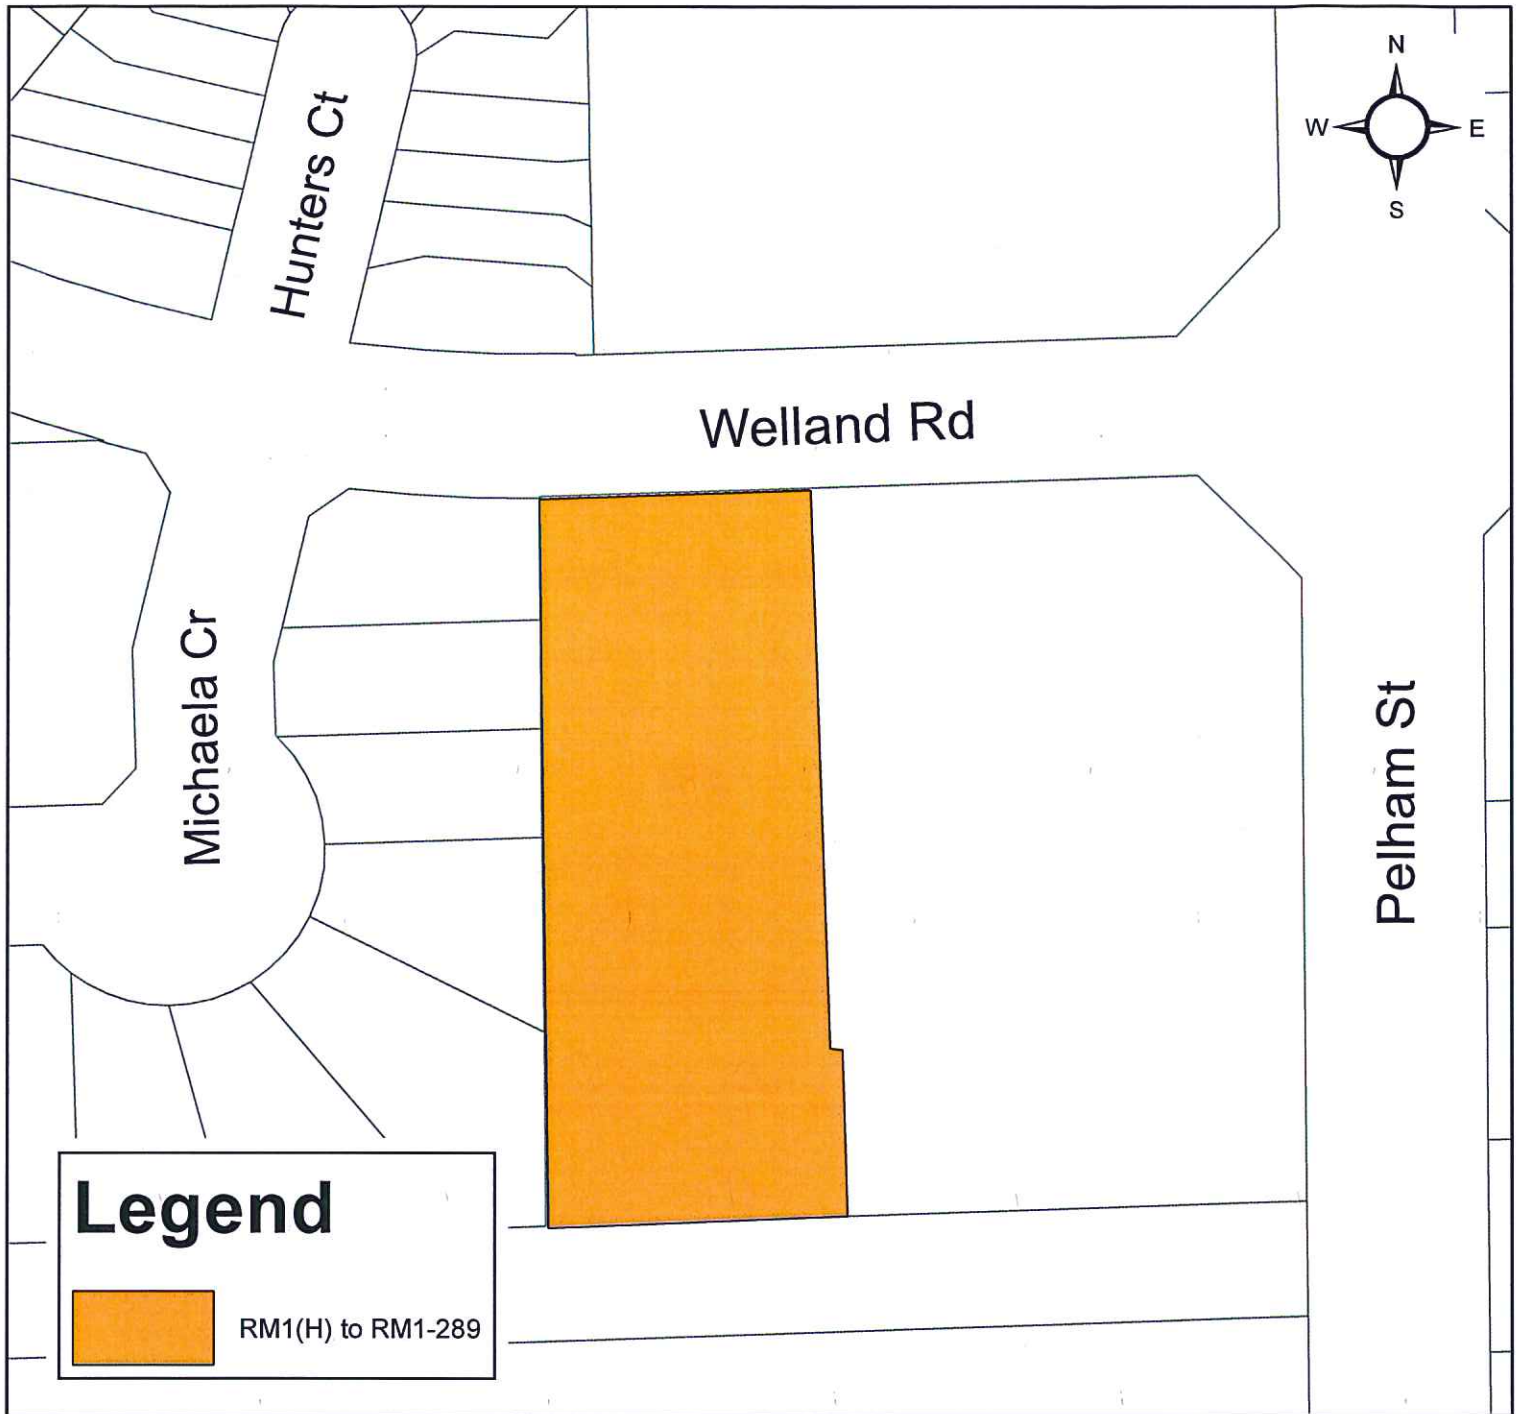 N
W
E
S
Hunters Ct
Welland Rd
Michaela Cr
Pelham St
Legend
RM1(H) to RM1-289